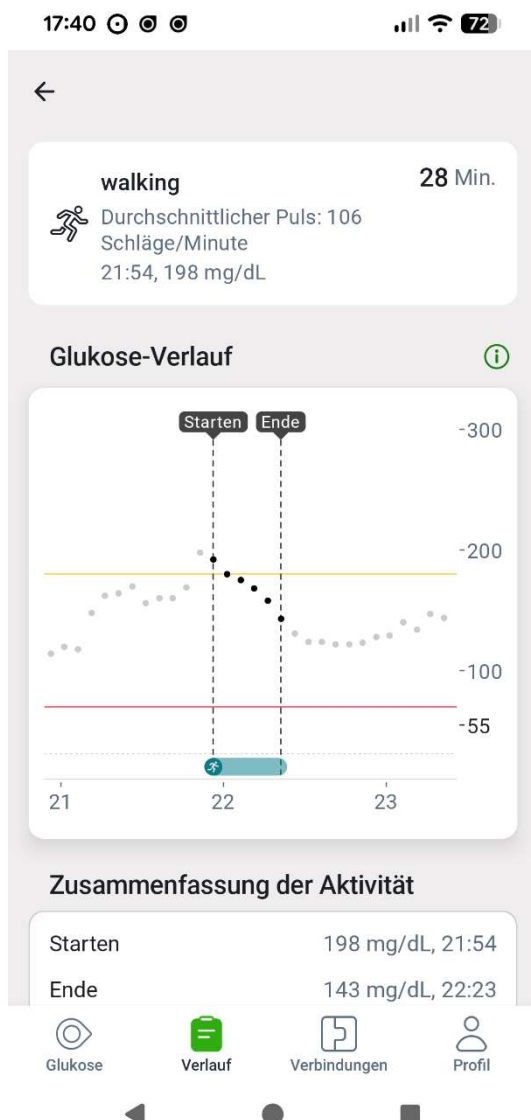 17:40
72
walking
28 Min.
Durchschnittlicher Puls: 106
Schläge/Minute
21:54, 198 mg/dL
Glukose-Verlauf
Starten
Ende
-300
-200
-100
-55
21
22
23
Zusammenfassung der Aktivität
Starten
198 mg/dL, 21:54
Ende
143 mg/dL, 22:23
Glukose
Verlauf
Verbindungen
Profil